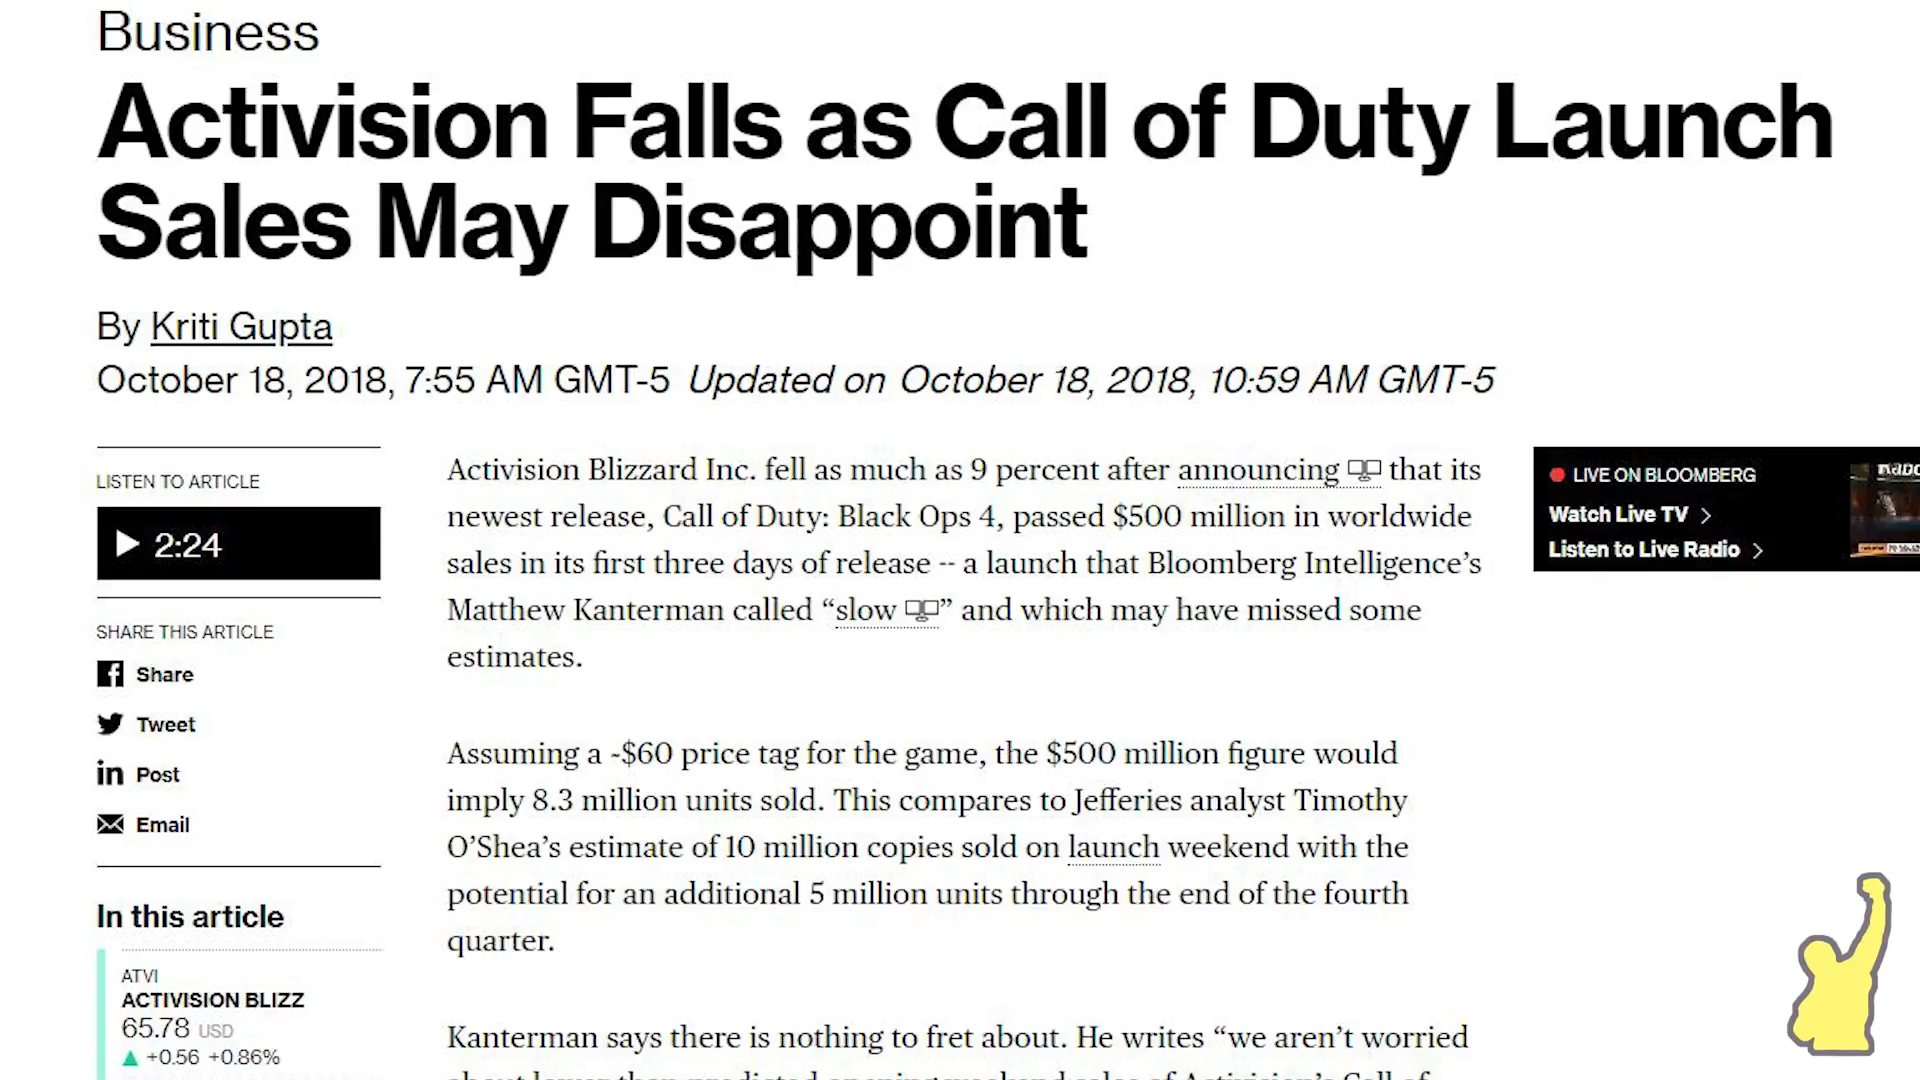 Business
Activision Falls as Call of Duty Launch
Sales May Disappoint
By Kriti Gupta
October 18, 2018, 7:55 AM GMT-5 Updated on October 18, 2018, 10:59 AM GMT-5
LISTEN TO ARTICLE
2:24
SHARE THIS ARTICLE
Share
Tweet
in Post
Email
In this article
ATVI
ACTIVISION BLIZZ
65.78 USD
▲ +0.56 +0.86%
Activision Blizzard Inc. fell as much as 9 percent after announcing that its
newest release, Call of Duty: Black Ops 4, passed $500 million in worldwide
sales in its first three days of release -- a launch that Bloomberg Intelligence’s
Matthew Kanterman called “slow ” and which may have missed some
estimates.
Assuming a ~$60 price tag for the game, the $500 million figure would
imply 8.3 million units sold. This compares to Jefferies analyst Timothy
O’Shea’s estimate of 10 million copies sold on launch weekend with the
potential for an additional 5 million units through the end of the fourth
quarter.
Kanterman says there is nothing to fret about. He writes “we aren’t worried
LIVE ON BLOOMBERG
Watch Live TV
Listen to Live Radio